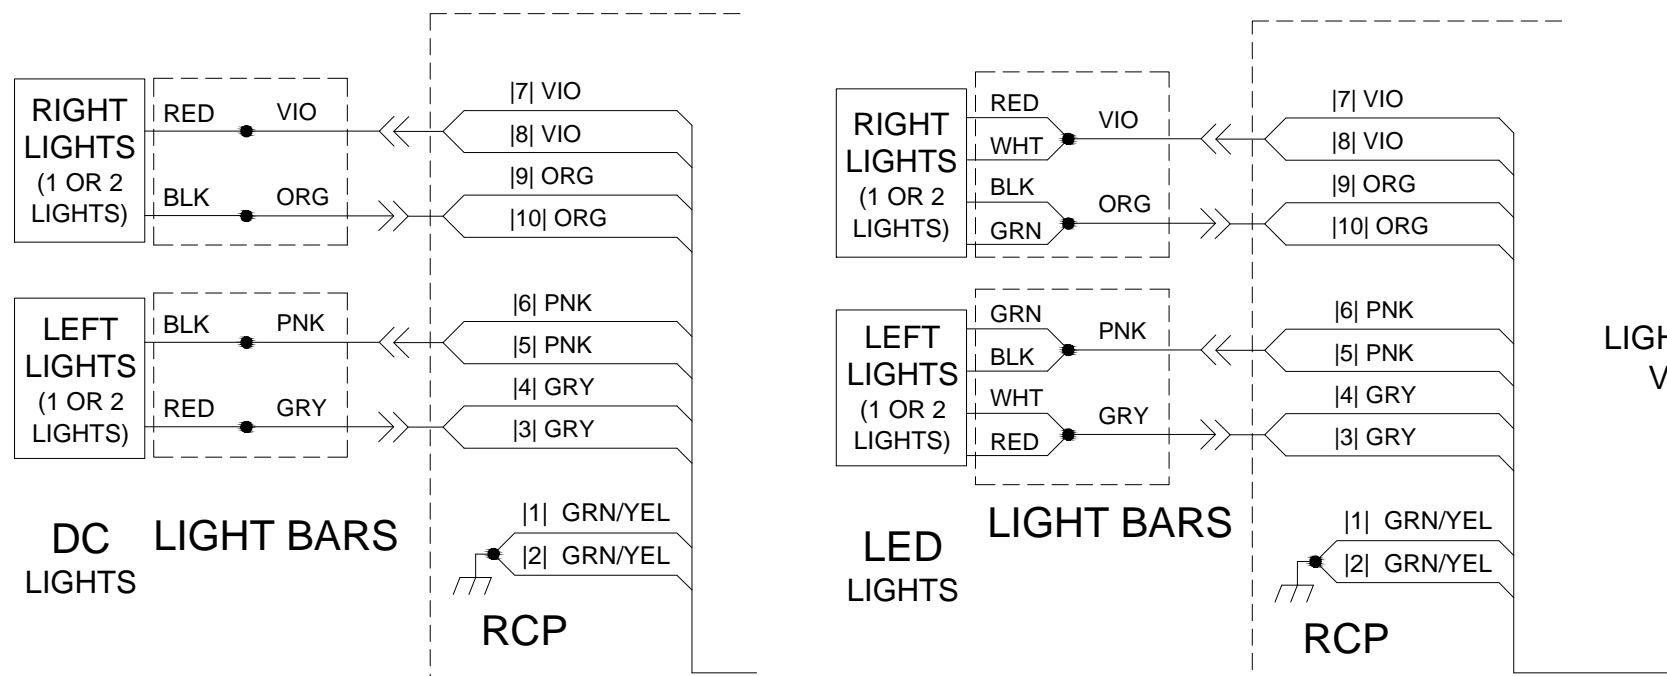 RIGHT
LIGHTS
(1 OR 2
LIGHTS)
RED
VIO
BLK
ORG
|7| VIO
|8| VIO
|9| ORG
|10| ORG
LEFT
LIGHTS
(1 OR 2
LIGHTS)
BLK
PNK
RED
GRY
|6| PNK
|5| PNK
|4| GRY
|3| GRY
|1| GRN/YEL
|2| GRN/YEL
DC
LIGHTS
LIGHT BARS
RCP
RIGHT
LIGHTS
(1 OR 2
LIGHTS)
RED
WHT
VIO
BLK
GRN
ORG
|7| VIO
|8| VIO
|9| ORG
|10| ORG
LEFT
LIGHTS
(1 OR 2
LIGHTS)
GRN
BLK
PNK
WHT
RED
GRY
|6| PNK
|5| PNK
|4| GRY
|3| GRY
|1| GRN/YEL
|2| GRN/YEL
LED
LIGHTS
LIGHT BARS
RCP
LIGH
V